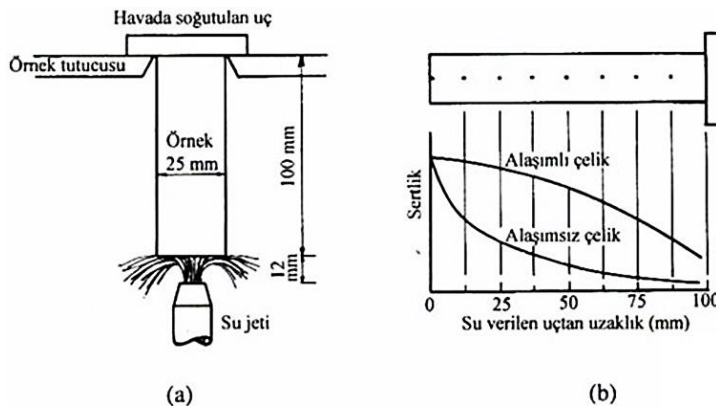 Havada soğutulan uç
Örnek tutucusu
Örnek
25 mm
100 mm
12
mm
Su jeti
(a)
Sertlik
Alaşımlı çelik
Alaşımsız çelik
0 25 50 75 100
Su verilen uçtan uzaklık (mm)
(b)